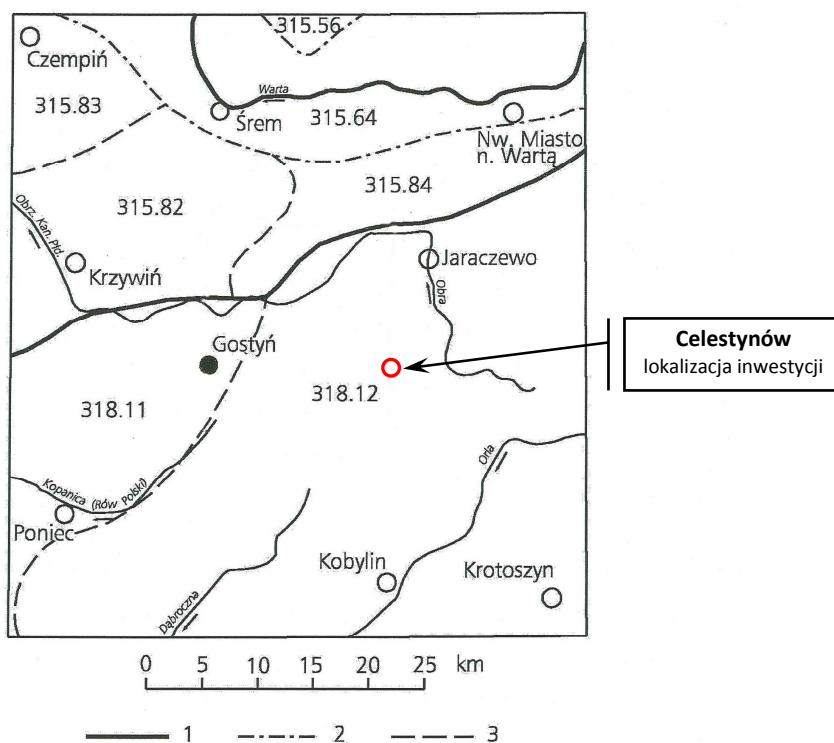 315.56
Czempiń
315.83
Warta
Śrem
315.64
Nw. Miasto
n. Wartą
315.84
315.82
Obrz. Kan. Płd.
Krzywiń
Jaraczewo
Obra
Gostyń
Celestynów
lokalizacja inwestycji
318.12
318.11
Orla
Kopanica (Rów Polski)
Poniec
Kobylin
Krotoszyn
Dąbroczna
0 5 10 15 20 25 km
1 2 3